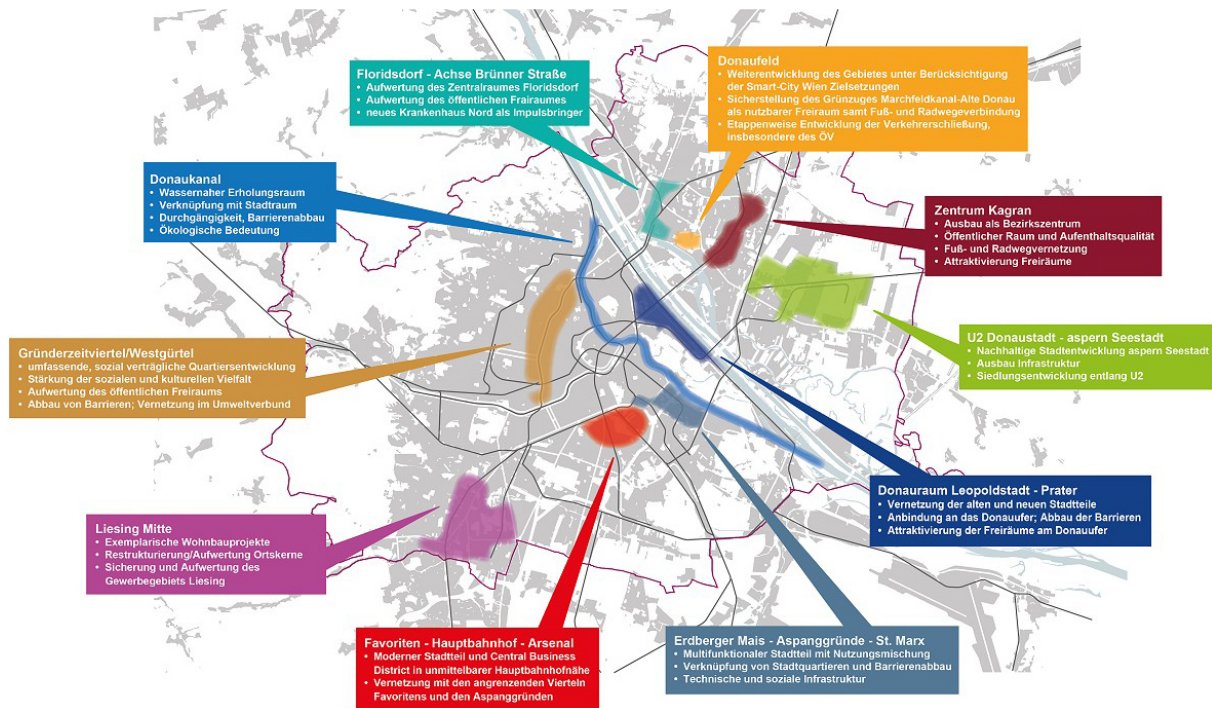 Floridsdorf - Achse Brünner Straße
• Aufwertung des Zentralraumes Floridsdorf
• Aufwertung des öffentlichen Frairaumes
• neues Krankenhaus Nord als Impulsbringer
Donaufeld
• Weiterentwicklung des Gebietes unter Berücksichtigung
der Smart-City Wien Zielsetzungen
• Sicherstellung des Grünzuges Marchfeldkanal-Alte Donau
als nutzbarer Freiraum samt Fuß- und Radwegeverbindung
• Etappenweise Entwicklung der Verkehrerschließung,
insbesondere des ÖV
Donaukanal
• Wassernaher Erholungsraum
• Verknüpfung mit Stadtraum
• Durchgängigkeit, Barrierenabbau
• Ökologische Bedeutung
Zentrum Kagran
• Ausbau als Bezirkszentrum
• Öffentlicher Raum und Aufenthaltsqualität
• Fuß- und Radwegvernetzung
• Attraktivierung Freiräume
Gründerzeitviertel/Westgürtel
• umfassende, sozial verträgliche Quartiersentwicklung
• Stärkung der sozialen und kulturellen Vielfalt
• Aufwertung des öffentlichen Freiraums
• Abbau von Barrieren; Vernetzung im Umweltverbund
U2 Donaustadt - aspern Seestadt
• Nachhaltige Stadtentwicklung aspern Seestadt
• Ausbau Infrastruktur
• Siedlungsentwicklung entlang U2
Donauraum Leopoldstadt - Prater
• Vernetzung der alten und neuen Stadtteile
• Anbindung an das Donauufer; Abbau der Barrieren
• Attraktivierung der Freiräume am Donauufer
Liesing Mitte
• Exemplarische Wohnbauprojekte
• Restrukturierung/Aufwertung Ortskerne
• Sicherung und Aufwertung des
Gewerbegebiets Liesing
Favoriten - Hauptbahnhof - Arsenal
• Moderner Stadtteil und Central Business
District in unmittelbarer Hauptbahnhofnähe
• Vernetzung mit den angrenzenden Vierteln
Favoritens und den Aspanggründen
Erdberger Mais - Aspanggründe - St. Marx
• Multifunktionaler Stadtteil mit Nutzungsmischung
• Verknüpfung von Stadtquartieren und Barrierenabbau
• Technische und soziale Infrastruktur